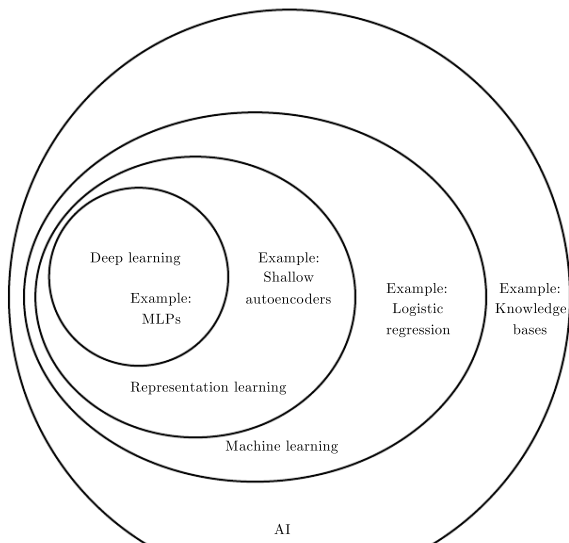 Deep learning
Example:
MLPs
Example:
Shallow
autoencoders
Example:
Logistic
regression
Example:
Knowledge
bases
Representation learning
Machine learning
AI